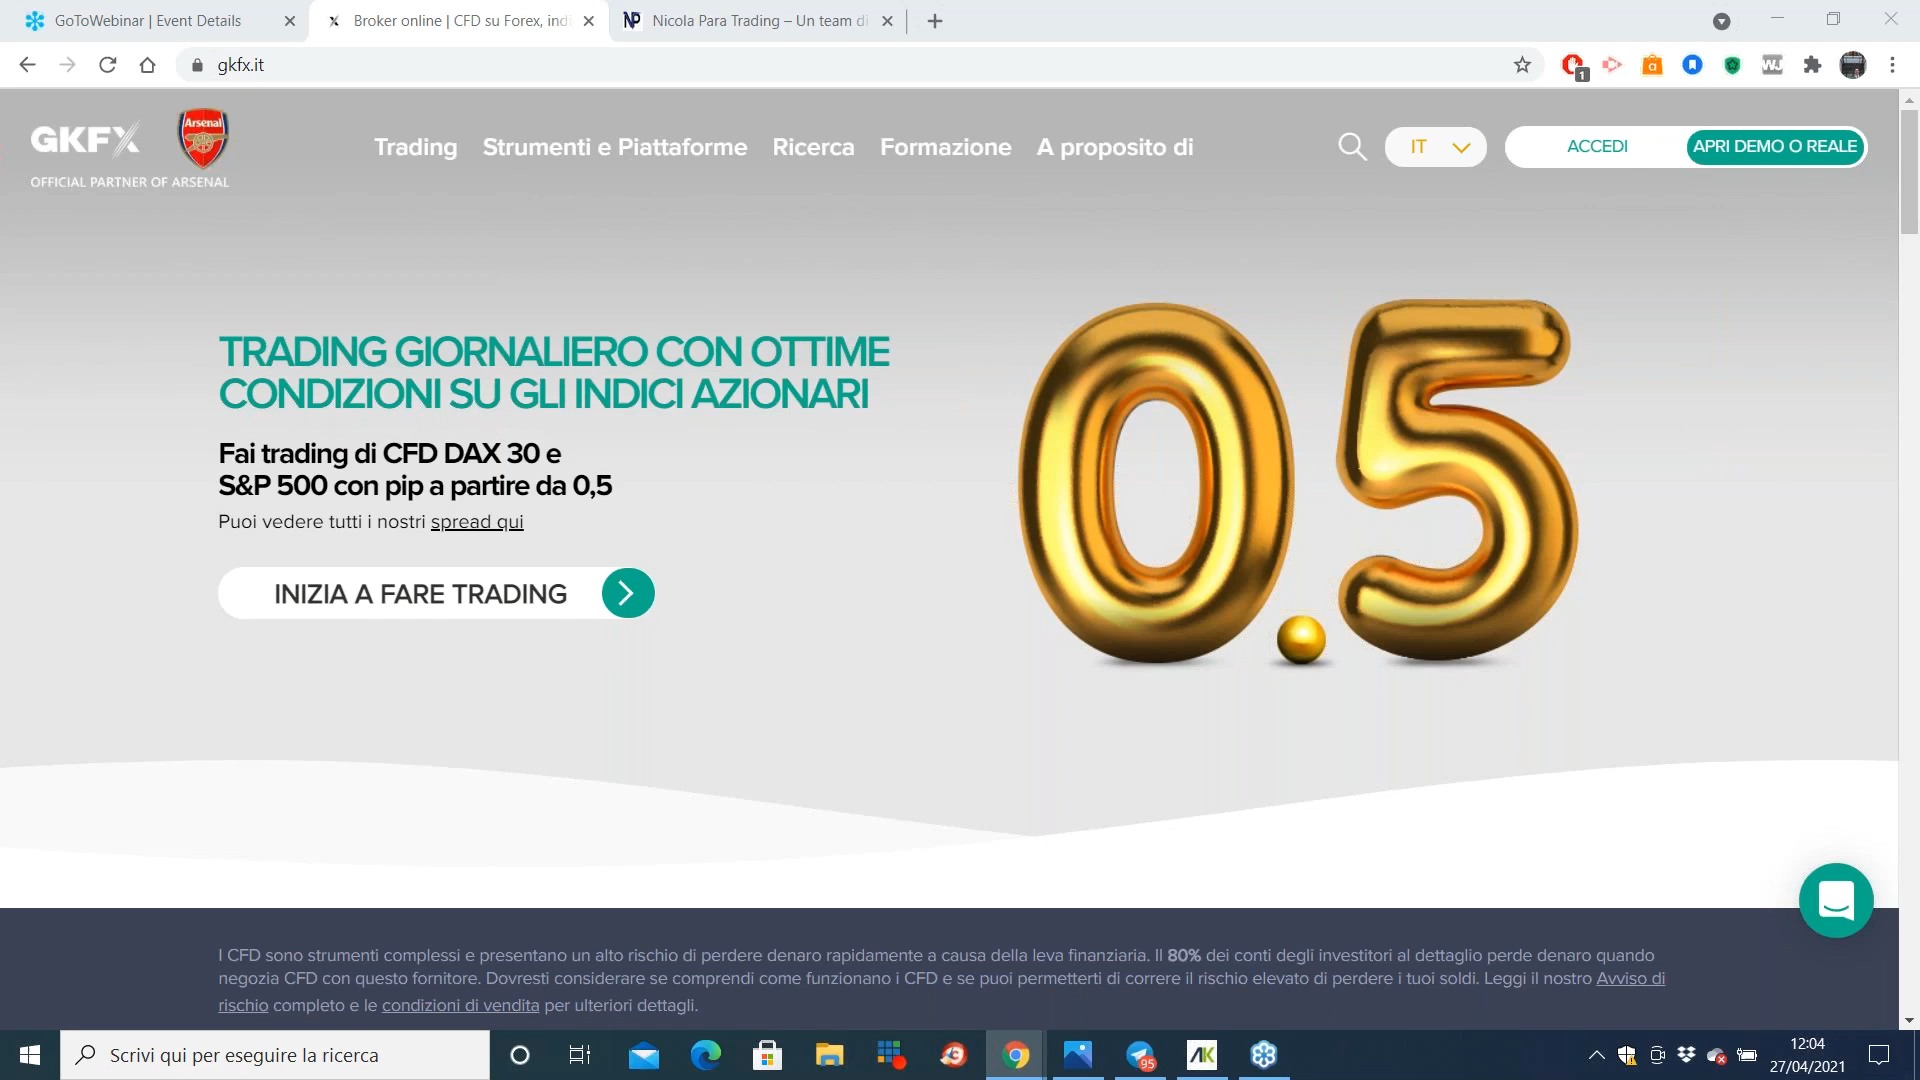 GoToWebinar | Event Details
Broker online | CFD su Forex, indi
Nicola Para Trading – Un team di
gkfx.it
1
GKFX
Arsenal
OFFICIAL PARTNER OF ARSENAL
Trading
Strumenti e Piattaforme
Ricerca
Formazione
A proposito di
IT
ACCEDI
APRI DEMO O REALE
TRADING GIORNALIERO CON OTTIME
CONDIZIONI SU GLI INDICI AZIONARI
Fai trading di CFD DAX 30 e
S&P 500 con pip a partire da 0,5
Puoi vedere tutti i nostri spread qui
INIZIA A FARE TRADING
0.5
I CFD sono strumenti complessi e presentano un alto rischio di perdere denaro rapidamente a causa della leva finanziaria. Il 80% dei conti degli investitori al dettaglio perde denaro quando
negozia CFD con questo fornitore. Dovresti considerare se comprendi come funzionano i CFD e se puoi permetterti di correre il rischio elevato di perdere i tuoi soldi. Leggi il nostro Avviso di
rischio completo e le condizioni di vendita per ulteriori dettagli.
Scrivi qui per eseguire la ricerca
95
12:04
27/04/2021